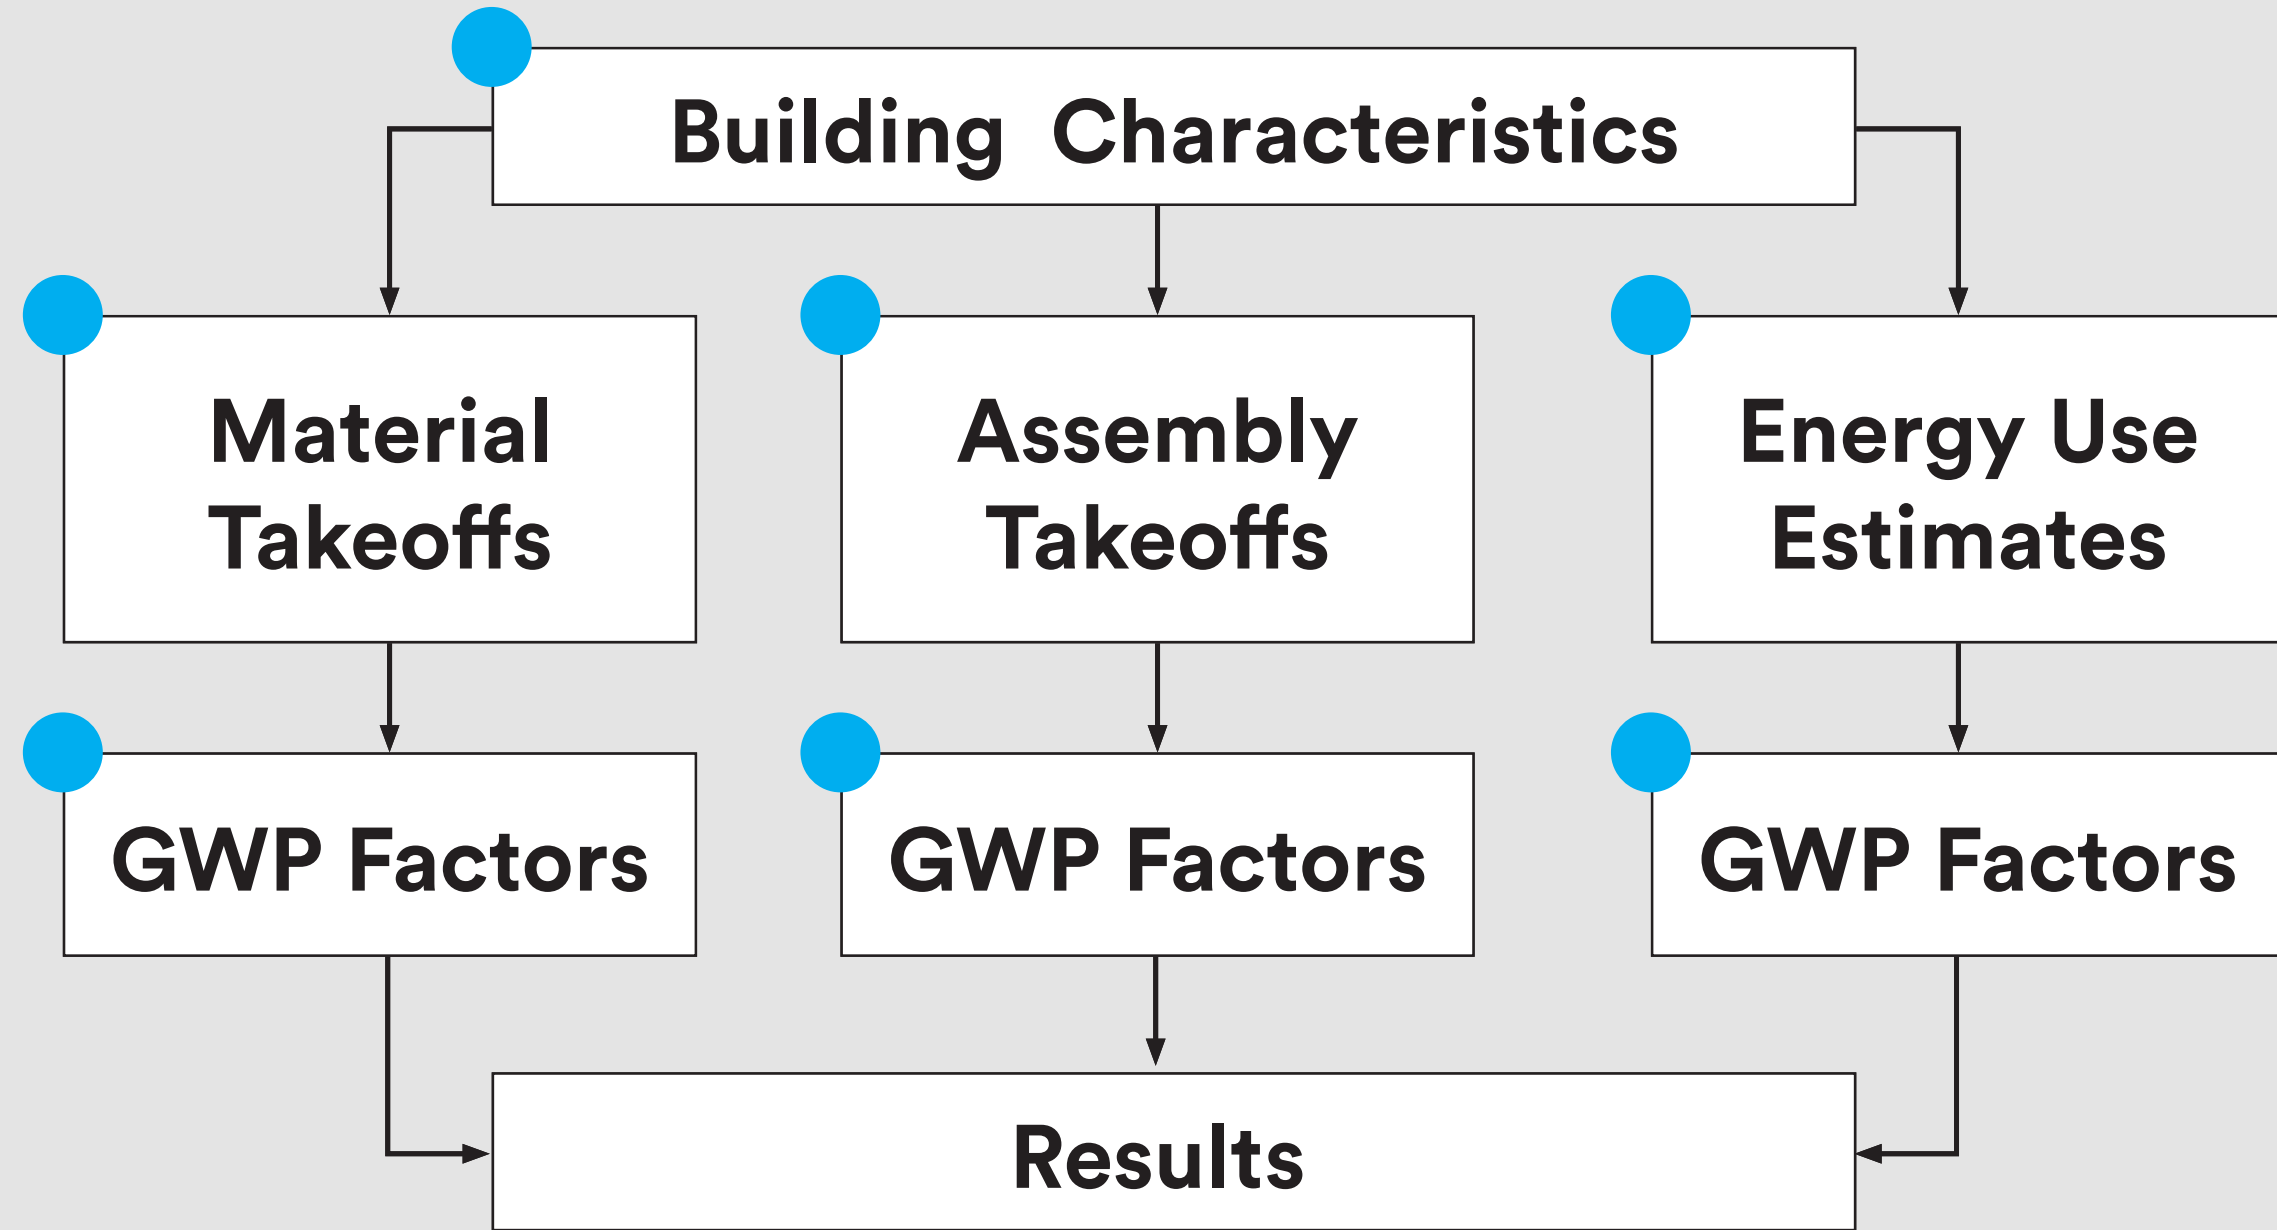 Building Characteristics
Material
Takeoffs
Assembly
Takeoffs
Energy Use
Estimates
GWP Factors
GWP Factors
GWP Factors
Results